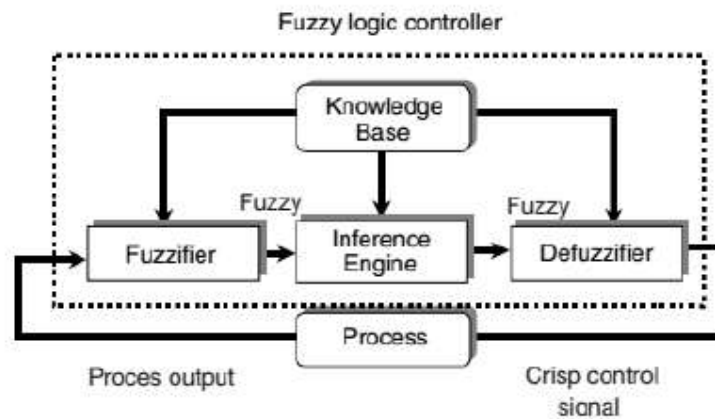 Fuzzy logic controller
Knowledge
Base
Fuzzy
Fuzzy
Fuzzifier
Inference
Engine
Defuzzifier
Process
Proces output
Crisp control
signal